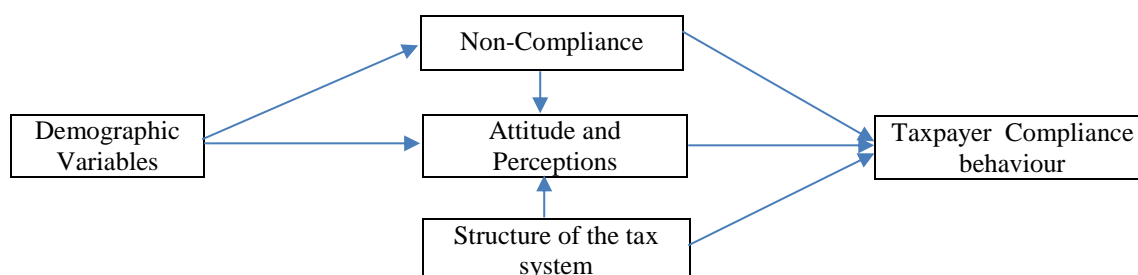 Non-Compliance
Demographic
Variables
Attitude and
Perceptions
Taxpayer  Compliance
behaviour
Structure of the tax
system